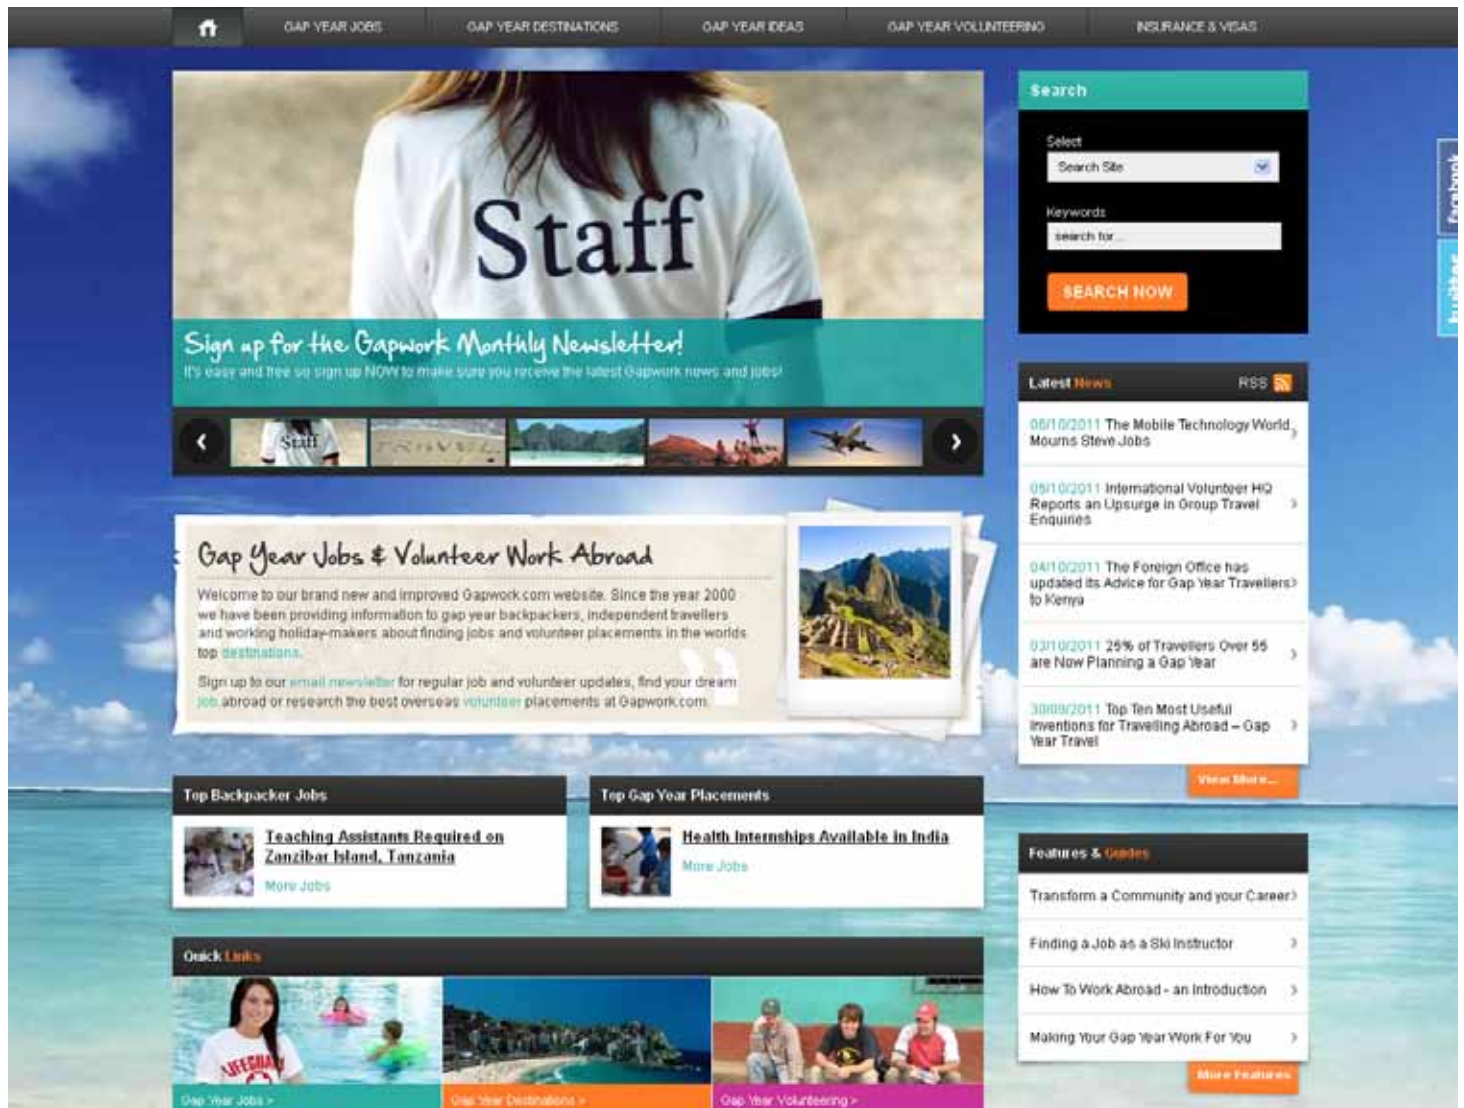 GAP YEAR JOBS
GAP YEAR DESTINATIONS
GAP YEAR IDEAS
GAP YEAR VOLUNTEERING
INSURANCE & VISAS
Staff
Sign up for the Gapwork Monthly Newsletter!
It's easy and free so sign up NOW to make sure you receive the latest Gapwork news and jobs!
Staff
TRAVEL
Gap Year Jobs & Volunteer Work Abroad
Welcome to our brand new and improved Gapwork.com website. Since the year 2000
we have been providing information to gap year backpackers, independent travellers
and working holiday-makers about finding jobs and volunteer placements in the worlds
top destinations.
Sign up to our email newsletter for regular job and volunteer updates, find your dream
job abroad or research the best overseas volunteer placements at Gapwork.com.
Top Backpacker Jobs
Teaching Assistants Required on
Zanzibar Island, Tanzania
More Jobs
Top Gap Year Placements
Health Internships Available in India
More Jobs
Quick Links
LIFEGUARD
Gap Year Jobs >
Gap Year Destinations >
Gap Year Volunteering >
Search
Select
Search Site
Keywords
search for...
SEARCH NOW
facebook
twitter
Latest News
RSS
06/10/2011 The Mobile Technology World
Mourns Steve Jobs
05/10/2011 International Volunteer HQ
Reports an Upsurge in Group Travel
Enquiries
04/10/2011 The Foreign Office has
updated its Advice for Gap Year Travellers
to Kenya
03/10/2011 25% of Travellers Over 55
are Now Planning a Gap Year
30/09/2011 Top Ten Most Useful
Inventions for Travelling Abroad – Gap
Year Travel
View More...
Features & Guides
Transform a Community and your Career
Finding a Job as a Ski Instructor
How To Work Abroad - an Introduction
Making Your Gap Year Work For You
More Features